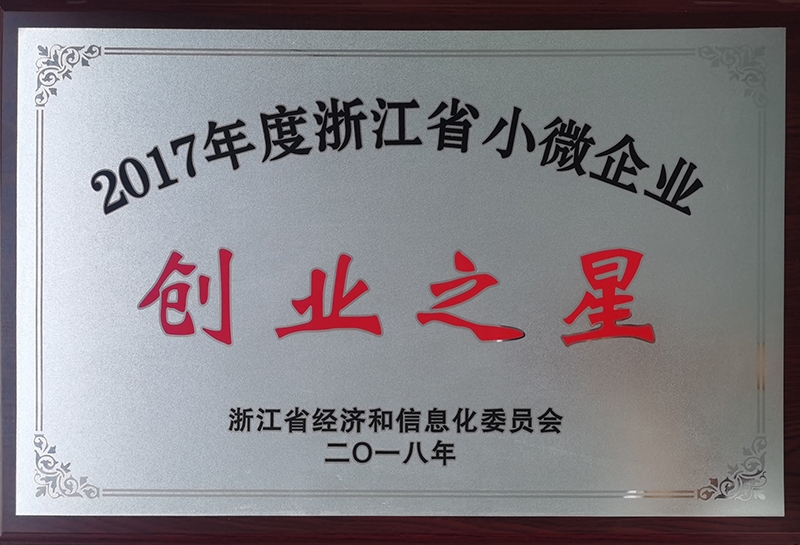 2017年度浙江省小微企业
创业之星
浙江省经济和信息化委员会
二〇一八年